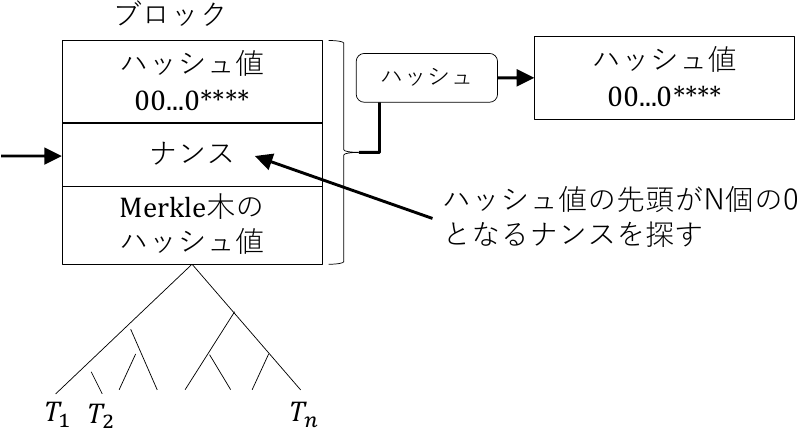 ブロック
ハッシュ値
00...0****
ナンス
Merkle木の
ハッシュ値
ハッシュ
ハッシュ値
00...0****
ハッシュ値の先頭がN個の0
となるナンスを探す
T₁ T₂ Tₙ